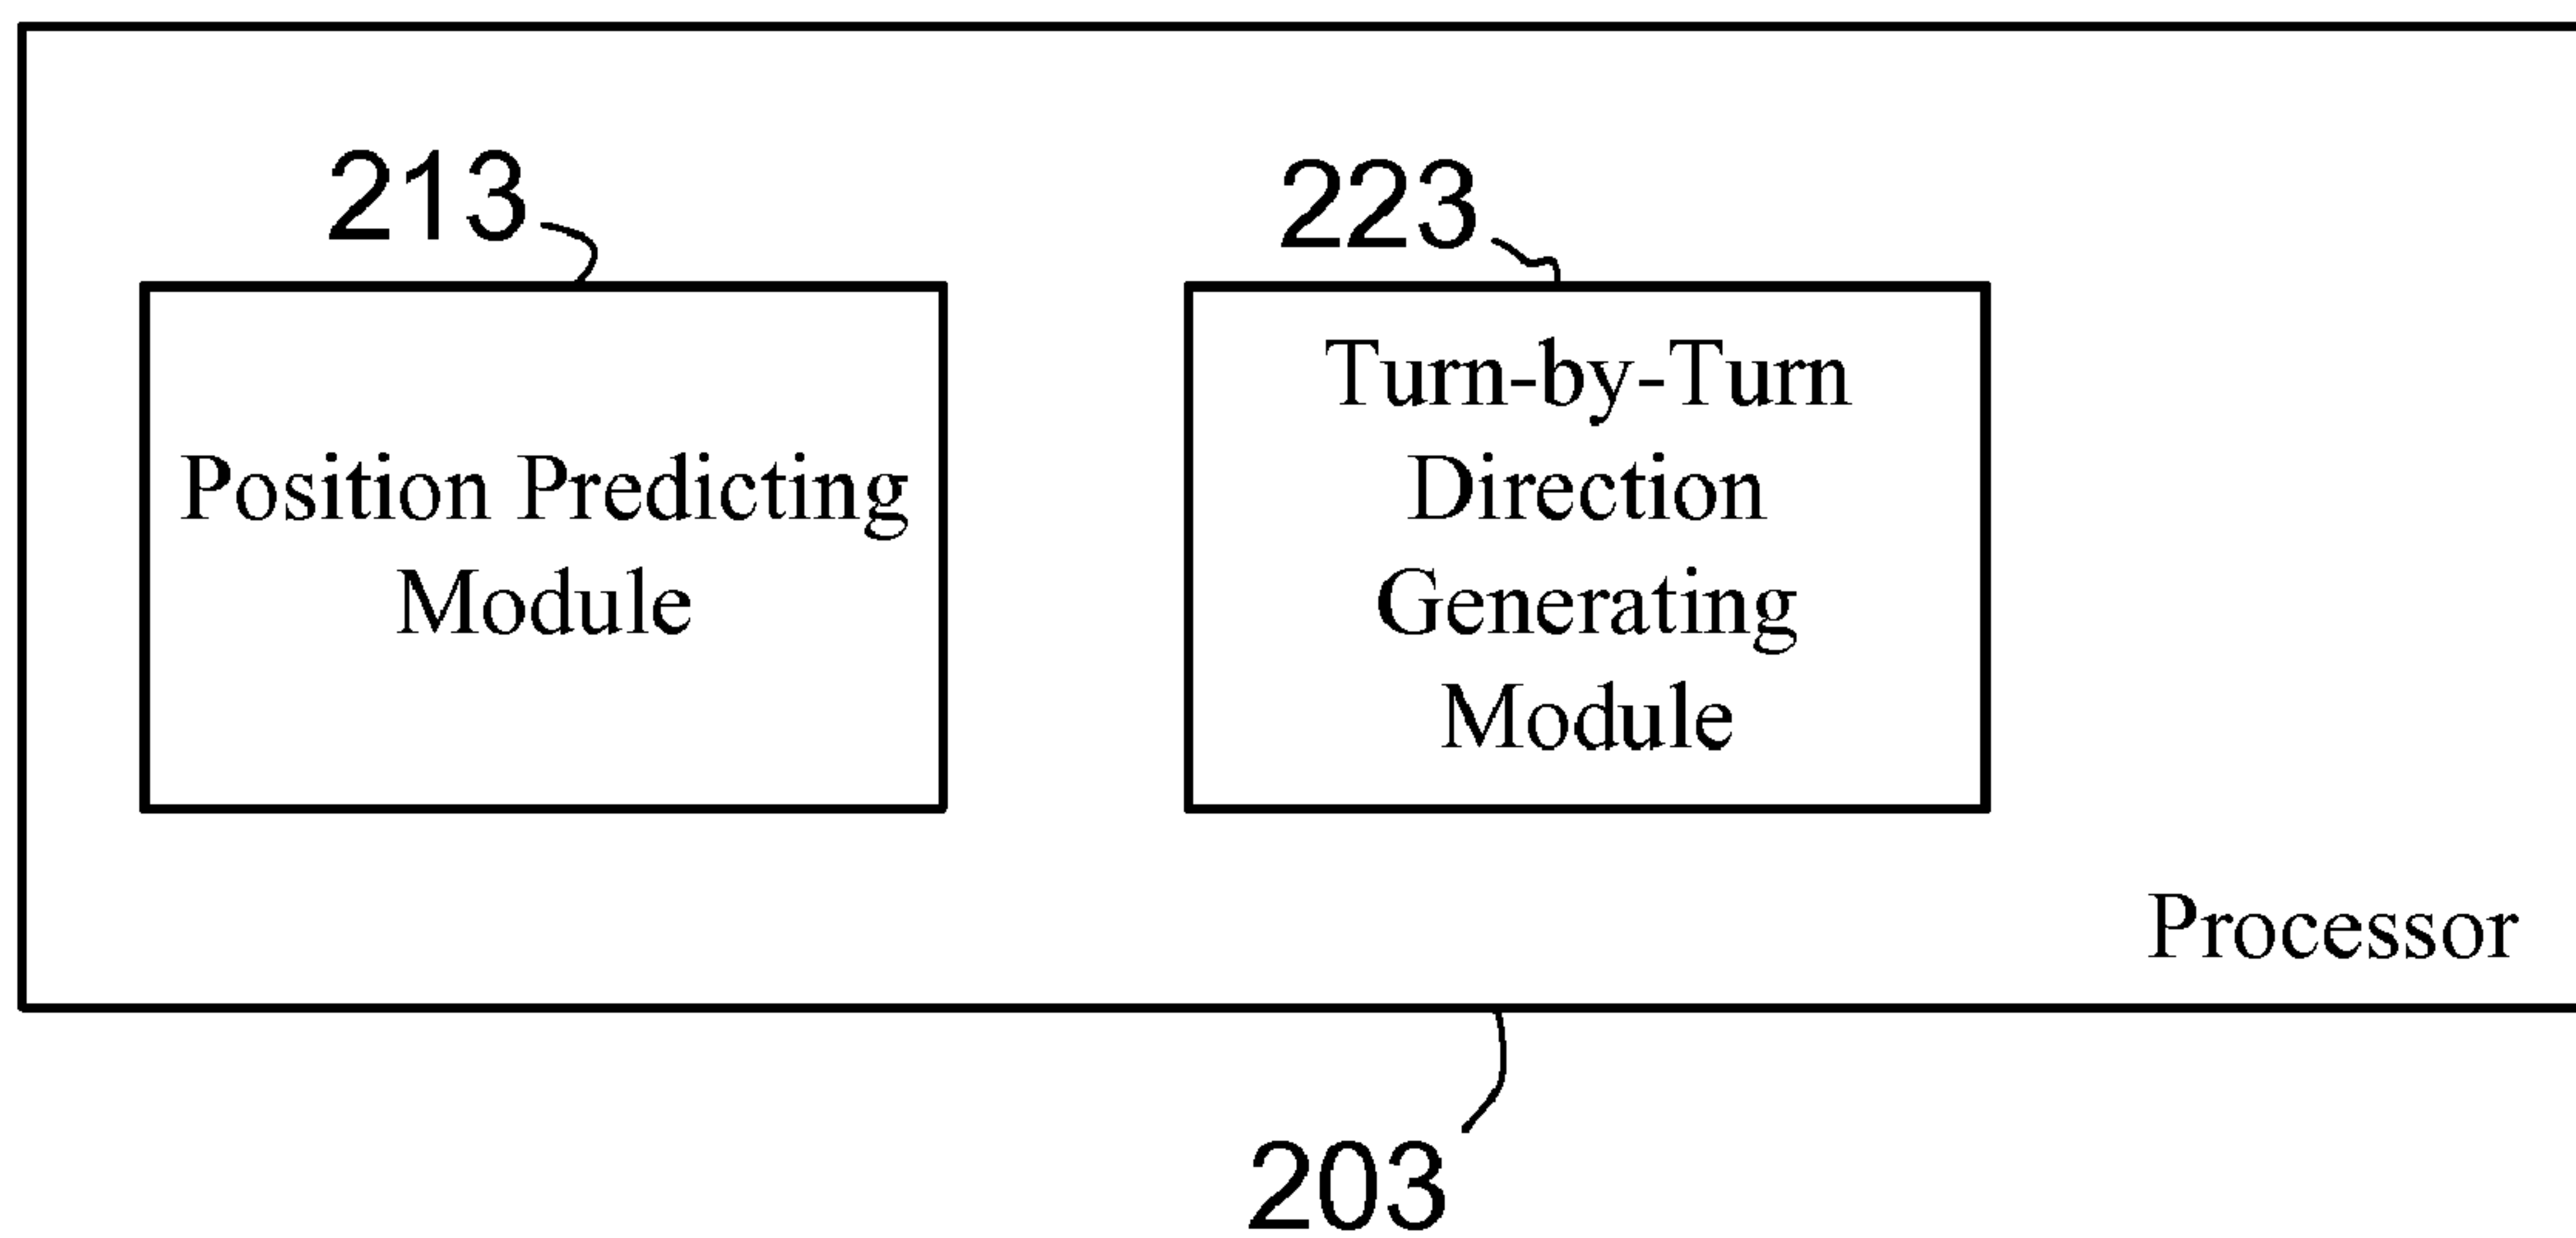 213
223
Position Predicting
Module
Turn-by-Turn
Direction
Generating
Module
Processor
203